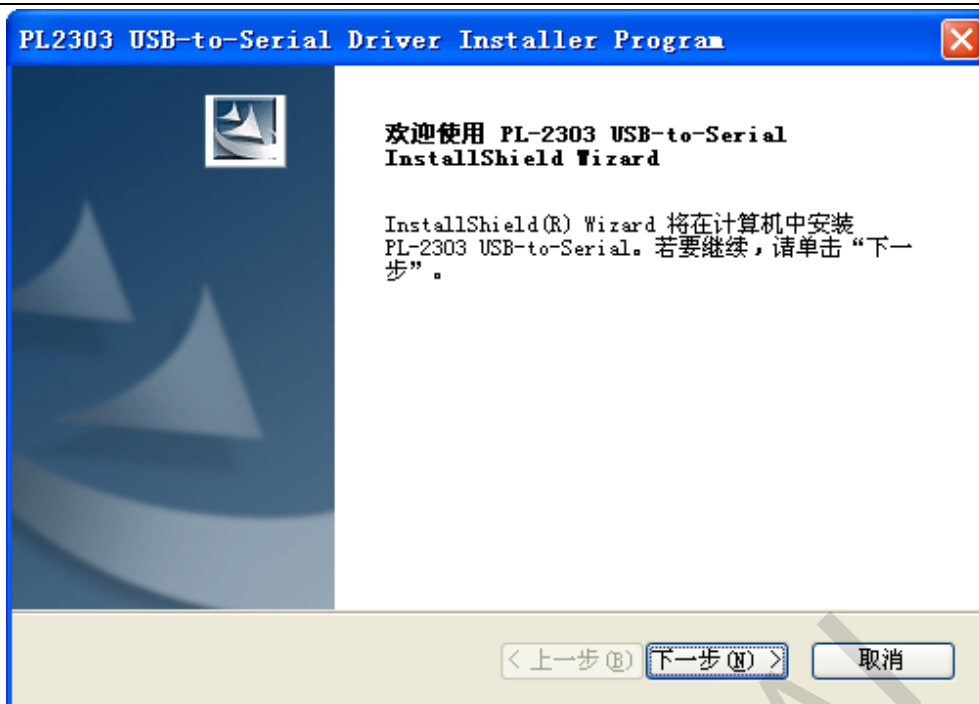 PL2303 USB-to-Serial Driver Installer Program
欢迎使用 PL-2303 USB-to-Serial
InstallShield Wizard
InstallShield(R) Wizard 将在计算机中安装
PL-2303 USB-to-Serial。若要继续，请单击“下一
步”。
< 上一步(B) 下一步(N) > 取消